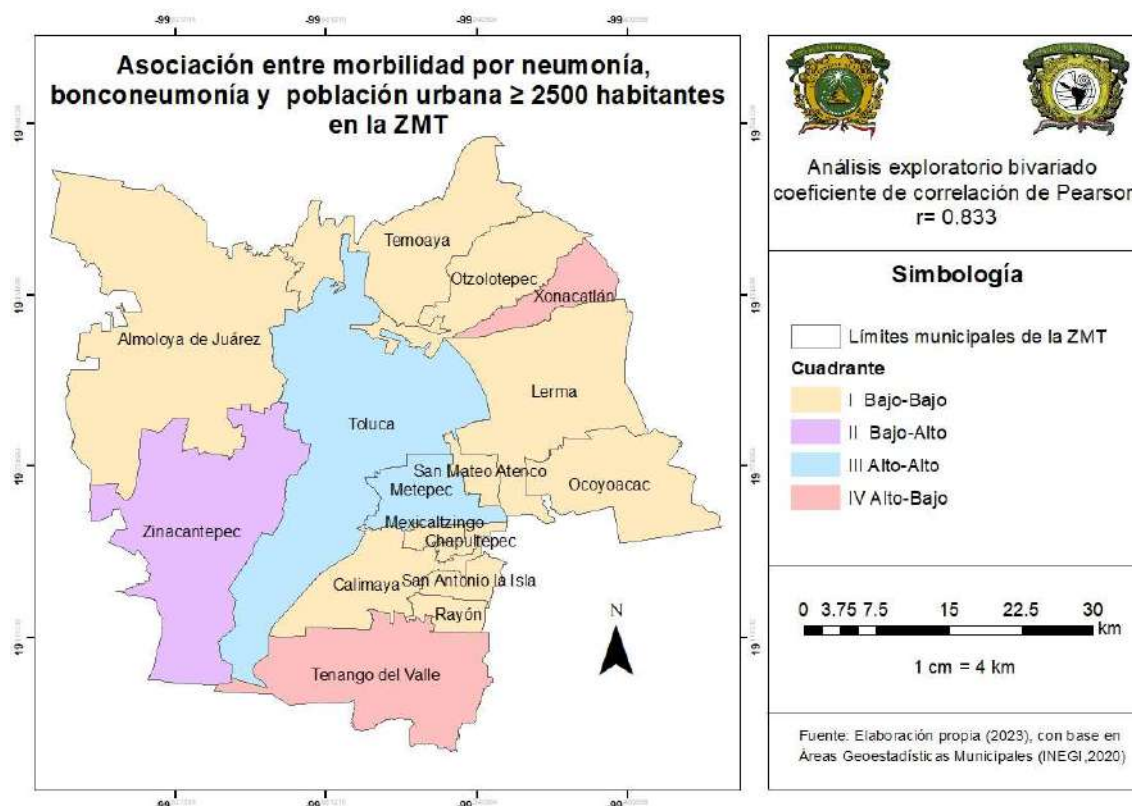 Asociación entre morbilidad por neumonía,
bonconeumonía y población urbana ≥ 2500 habitantes
en la ZMT
Temoaya
Otzolotepec
Xonacatlán
Almoloya de Juárez
Lerma
Toluca
San Mateo Atenco
Metepec
Ocoyoacac
Zinacantepec
Mexicaltzingo
Chapultepec
Calimaya
San Antonio la Isla
Rayón
Tenango del Valle
N
Análisis exploratorio bivariado
coeficiente de correlación de Pearson
r= 0.833
Simbología
Límites municipales de la ZMT
Cuadrante
I Bajo-Bajo
II Bajo-Alto
III Alto-Alto
IV Alto-Bajo
0 3.75 7.5 15 22.5 30
km
1 cm = 4 km
Fuente: Elaboración propia (2023), con base en
Áreas Geoestadísticas Municipales (INEGI,2020)